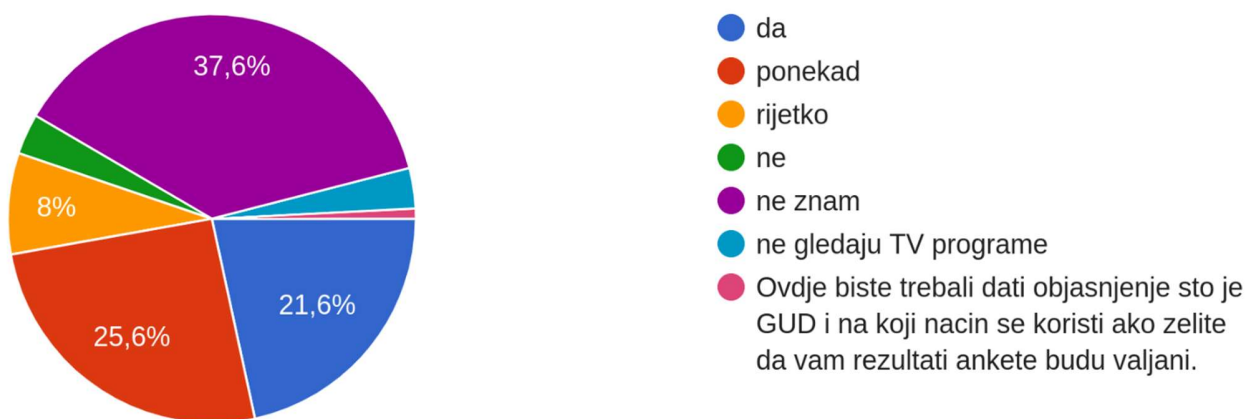 37,6%
8%
21,6%
25,6%
da
ponekad
rijetko
ne
ne znam
ne gledaju TV programe
Ovdje biste trebali dati objasnjenje sto je
GUD i na koji nacin se koristi ako zelite
da vam rezultati ankete budu valjani.